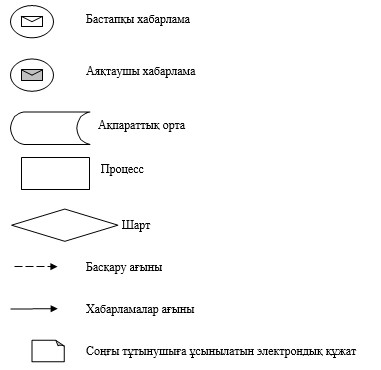 Бастапқы хабарлама
Аяқтаушы хабарлама
Ақпараттық орта
Процесс
Шарт
Басқару ағыны
Хабарламалар ағыны
Соңғы тұтынушыға ұсынылатын электрондық құжат